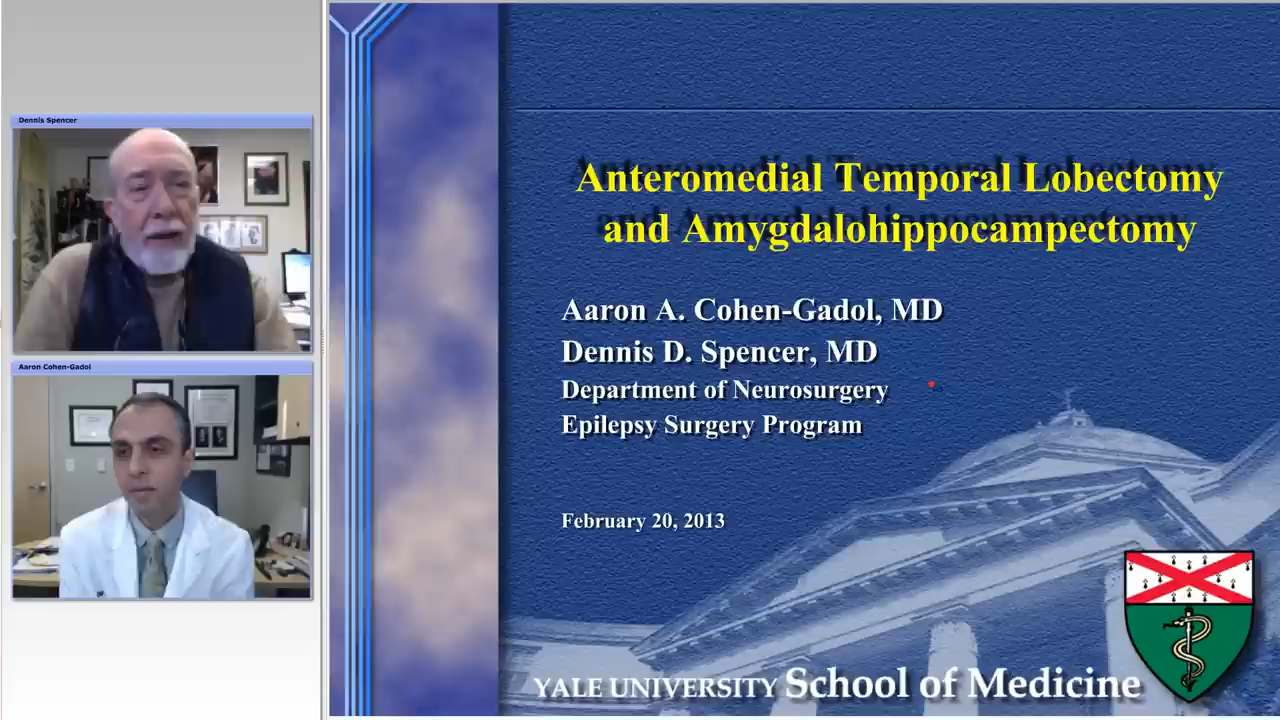 Dennis Spencer
Aaron Cohen-Gadol
Anteromedial Temporal Lobectomy
and Amygdalohippocampectomy
Aaron A. Cohen-Gadol, MD
Dennis D. Spencer, MD
Department of Neurosurgery
Epilepsy Surgery Program
February 20, 2013
YALE UNIVERSITY School of Medicine